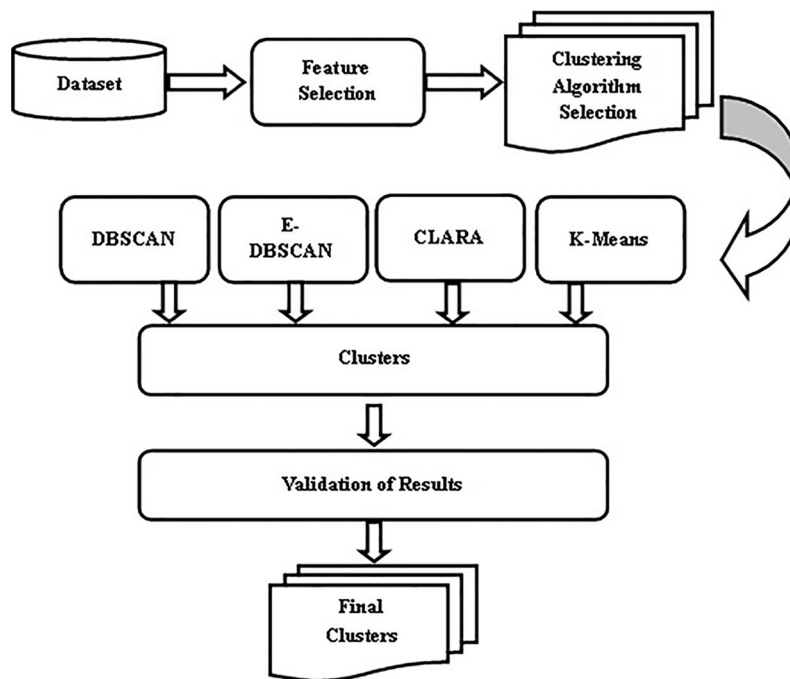 Dataset
Feature
Selection
Clustering
Algorithm
Selection
DBSCAN
E-
DBSCAN
CLARA
K-Means
Clusters
Validation of Results
Final
Clusters